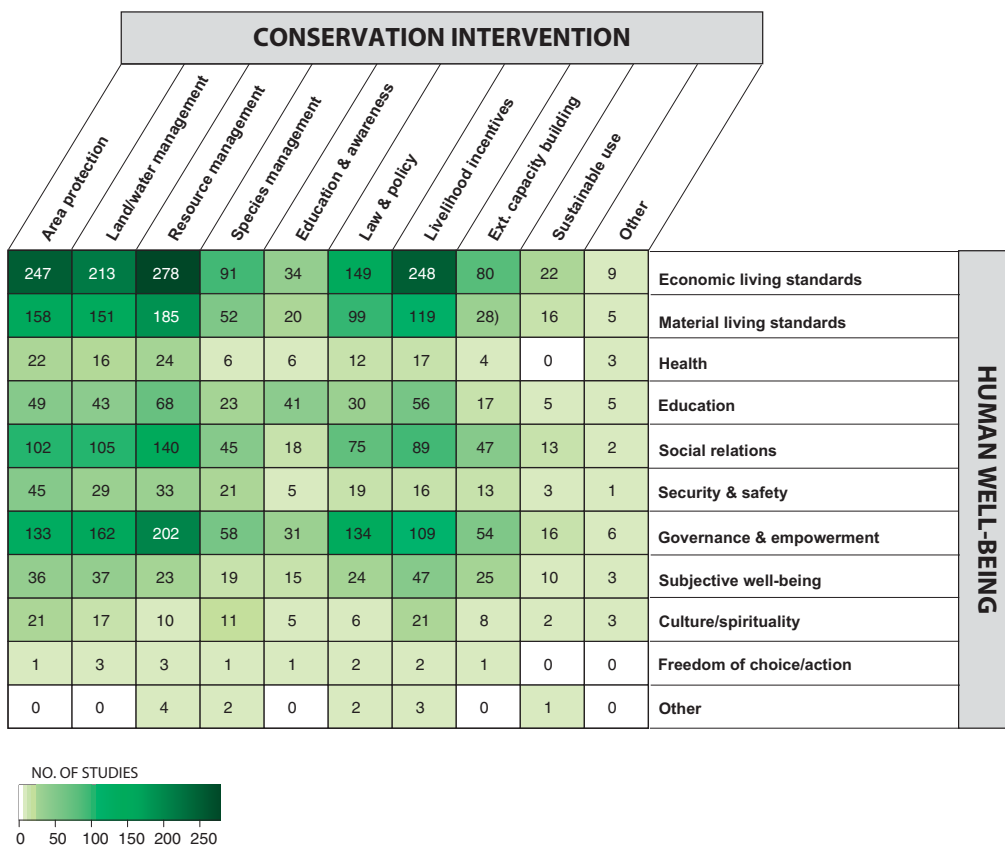 CONSERVATION INTERVENTION
Area protection
Land/water management
Resource management
Species management
Education & awareness
Law & policy
Livelihood incentives
Ext. capacity building
Sustainable use
Other
247 213 278 91 34 149 248 80 22 9 Economic living standards
158 151 185 52 20 99 119 28) 16 5 Material living standards
22 16 24 6 6 12 17 4 0 3 Health
49 43 68 23 41 30 56 17 5 5 Education
102 105 140 45 18 75 89 47 13 2 Social relations
45 29 33 21 5 19 16 13 3 1 Security & safety
133 162 202 58 31 134 109 54 16 6 Governance & empowerment
36 37 23 19 15 24 47 25 10 3 Subjective well-being
21 17 10 11 5 6 21 8 2 3 Culture/spirituality
1 3 3 1 1 2 2 1 0 0 Freedom of choice/action
0 0 4 2 0 2 3 0 1 0 Other
HUMAN WELL-BEING
NO. OF STUDIES
0 50 100 150 200 250